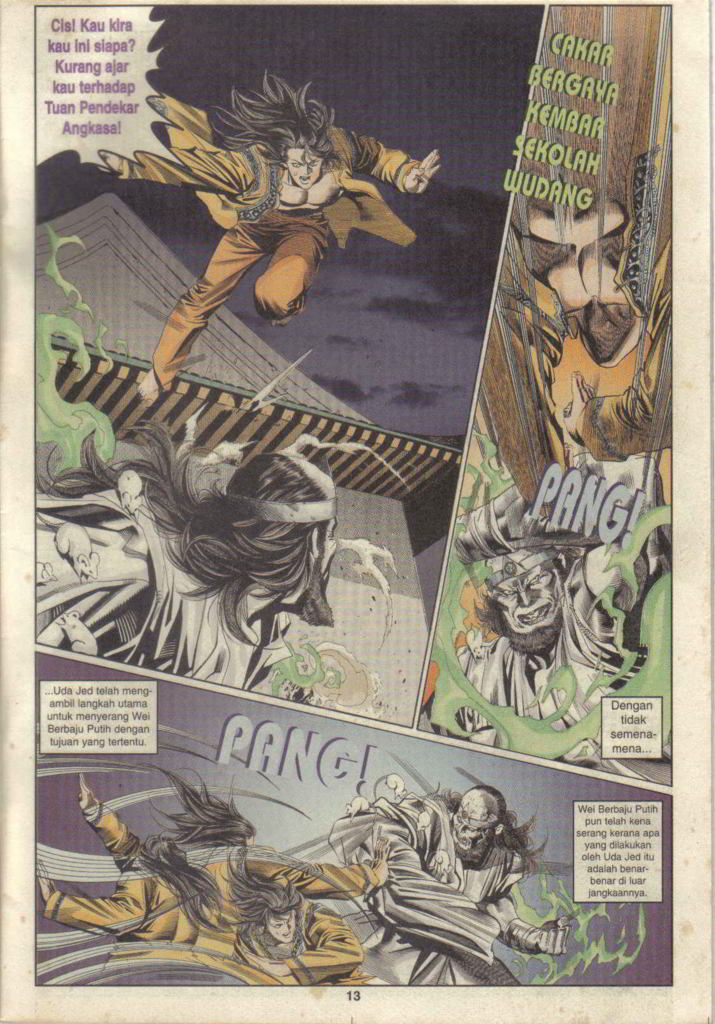 Cis! Kau kira
kau ini siapa?
Kurang ajar
kau terhadap
Tuan Pendekar
Angkasa!
CAKAR
BERGAYA
KEMBAR
SEKOLAH
WUDANG
PANG!
Dengan
tidak
semena-
mena...
...Uda Jed telah meng-
ambil langkah utama
untuk menyerang Wei
Berbaju Putih dengan
tujuan yang tertentu.
PANG!
Wei Berbaju Putih
pun telah kena
serang kerana apa
yang dilakukan
oleh Uda Jed itu
adalah benar-
benar di luar
jangkaannya.
13